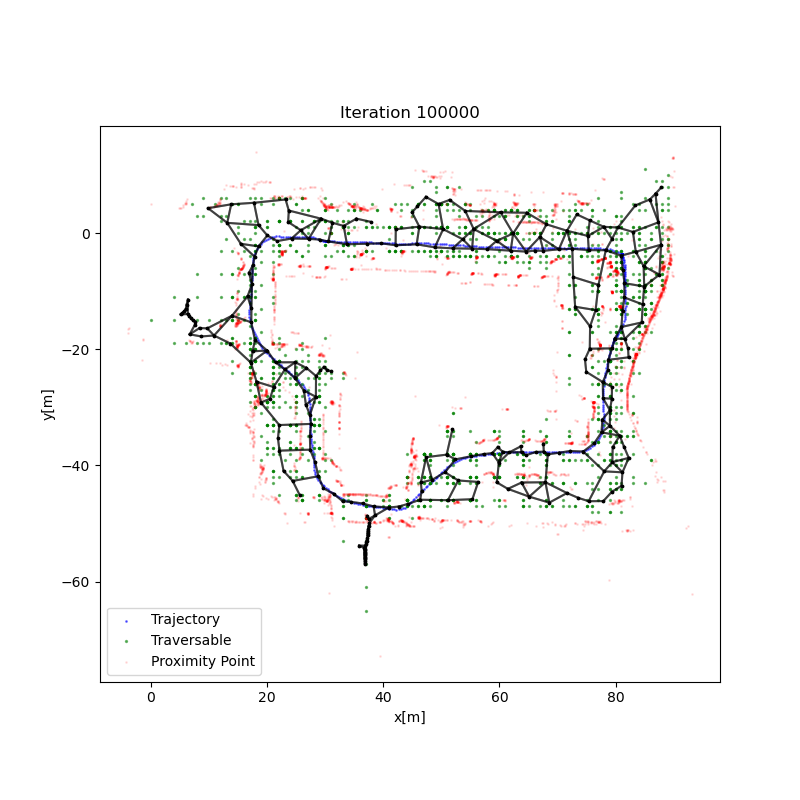 Iteration 100000
0
−20
−40
−60
y[m]
Trajectory
Traversable
Proximity Point
0
20
40
60
80
x[m]